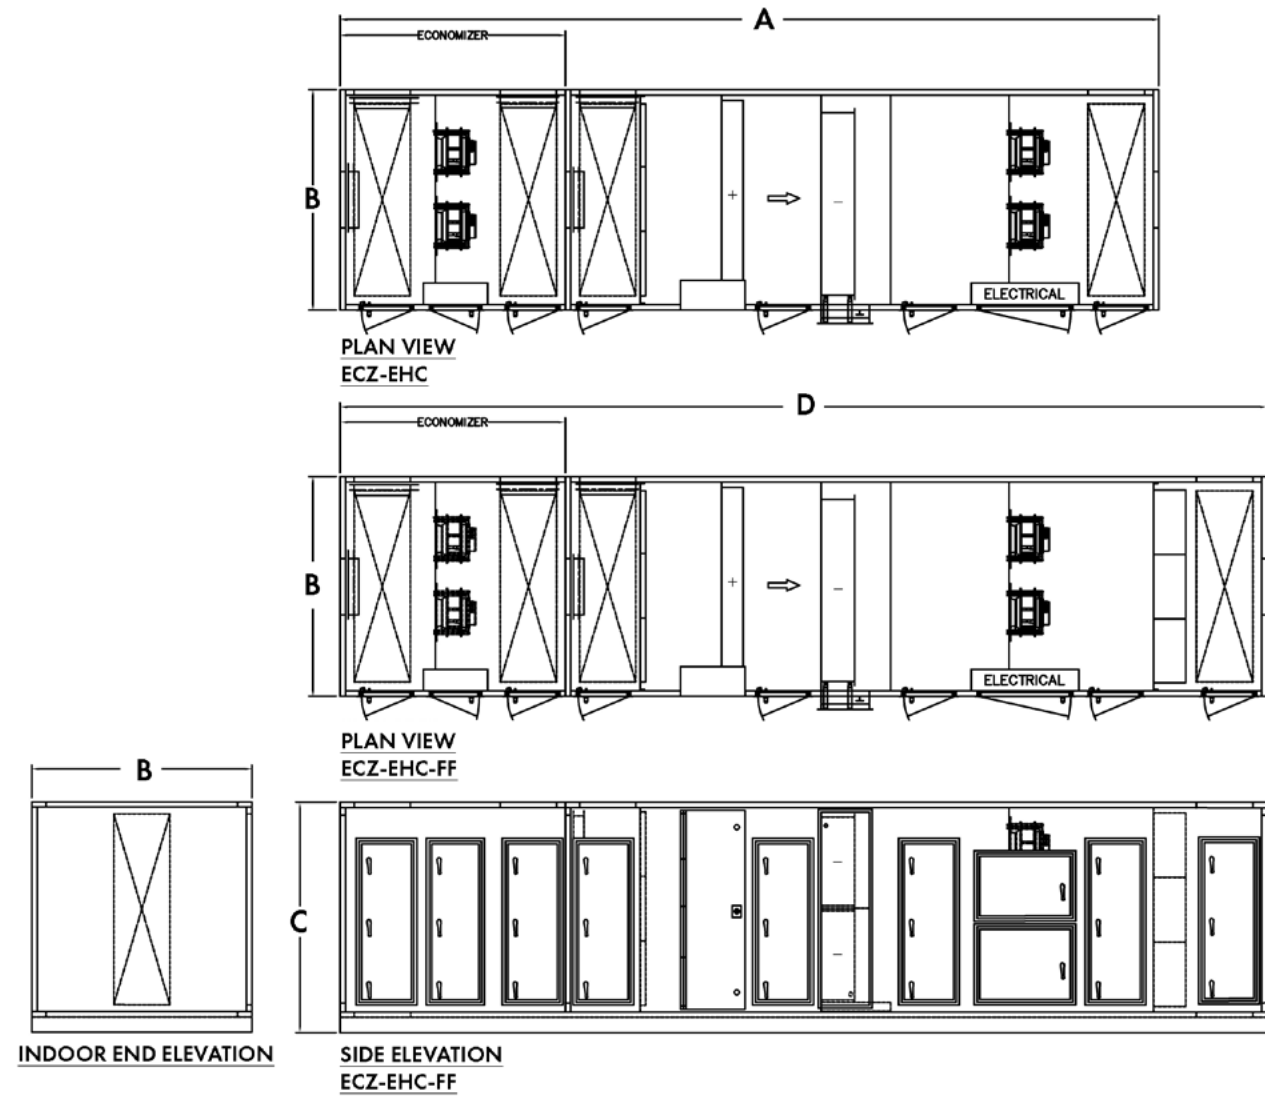 A
ECONOMIZER
B
+
−
ELECTRICAL
PLAN VIEW
ECZ-EHC
D
ECONOMIZER
B
+
−
ELECTRICAL
PLAN VIEW
ECZ-EHC-FF
B
C
−
−
INDOOR END ELEVATION
SIDE ELEVATION
ECZ-EHC-FF